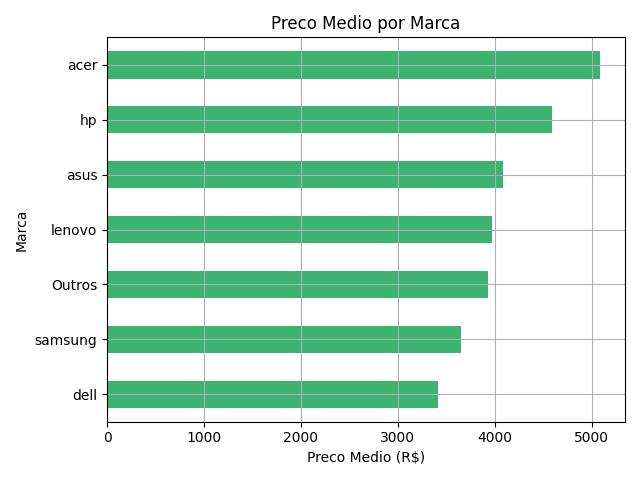 Preco Medio por Marca
acer
hp
asus
lenovo
Outros
samsung
dell
Marca
0 1000 2000 3000 4000 5000
Preco Medio (R$)